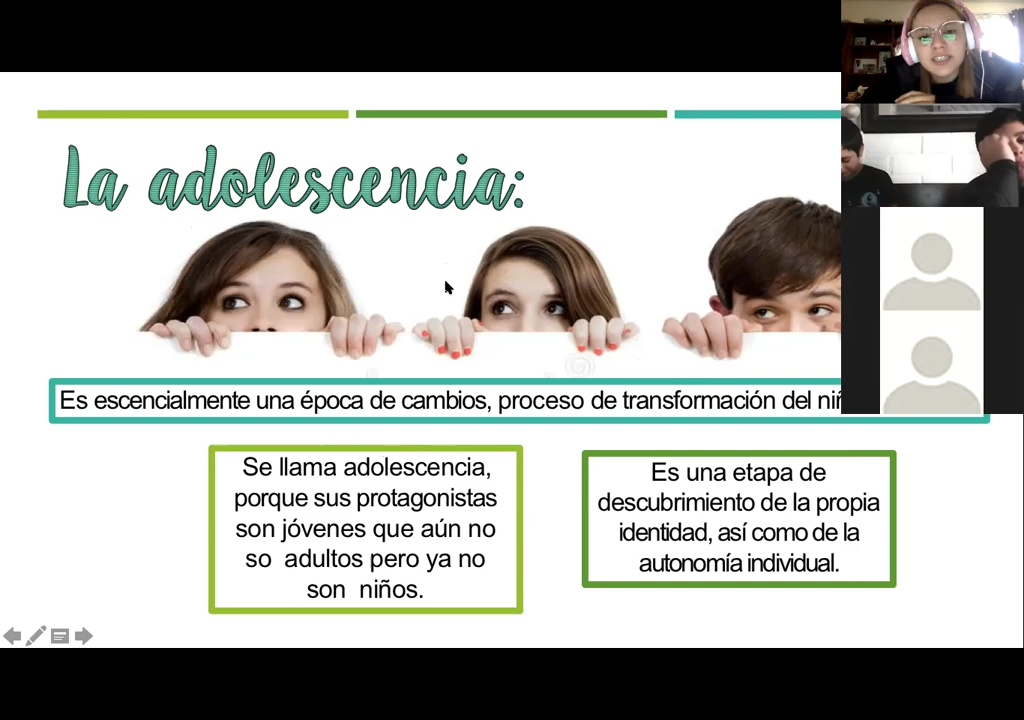 La adolescencia:
Es escencialmente una época de cambios, proceso de transformación del
Se llama adolescencia,
porque sus protagonistas
son jóvenes que aún no
so adultos pero ya no
son niños.
Es una etapa de
descubrimiento de la propia
identidad, así como de la
autonomía individual.